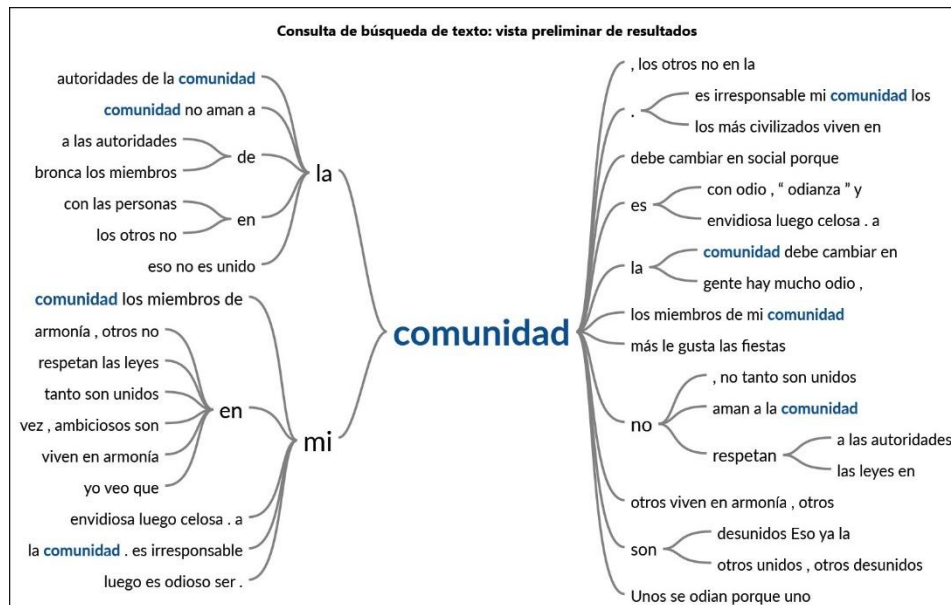 Consulta de búsqueda de texto: vista preliminar de resultados
autoridades de la comunidad
comunidad no aman a
a las autoridades
bronca los miembros
de
con las personas
los otros no
en
eso no es unido
la
comunidad los miembros de
armonía , otros no
respetan las leyes
tanto son unidos
vez , ambiciosos son
viven en armonía
yo veo que
en
envidiosa luego celosa . a
la comunidad . es irresponsable
luego es odioso ser .
mi
comunidad
, los otros no en la
.
es irresponsable mi comunidad los
los más civilizados viven en
debe cambiar en social porque
es
con odio , “ odianza ” y
envidiosa luego celosa . a
la
comunidad debe cambiar en
gente hay mucho odio ,
los miembros de mi comunidad
más le gusta las fiestas
no
, no tanto son unidos
aman a la comunidad
respetan
a las autoridades
las leyes en
otros viven en armonía , otros
son
desunidos Eso ya la
otros unidos , otros desunidos
Unos se odian porque uno